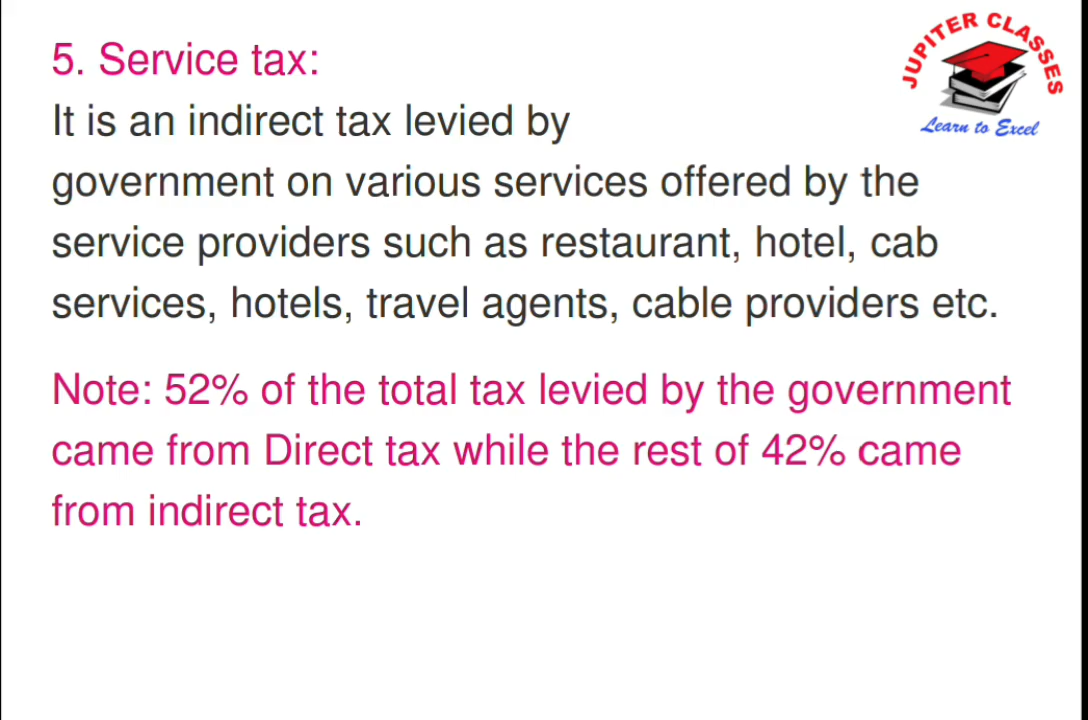 JUPITER CLASSES
Learn to Excel
5. Service tax:
It is an indirect tax levied by
government on various services offered by the
service providers such as restaurant, hotel, cab
services, hotels, travel agents, cable providers etc.
Note: 52% of the total tax levied by the government
came from Direct tax while the rest of 42% came
from indirect tax.